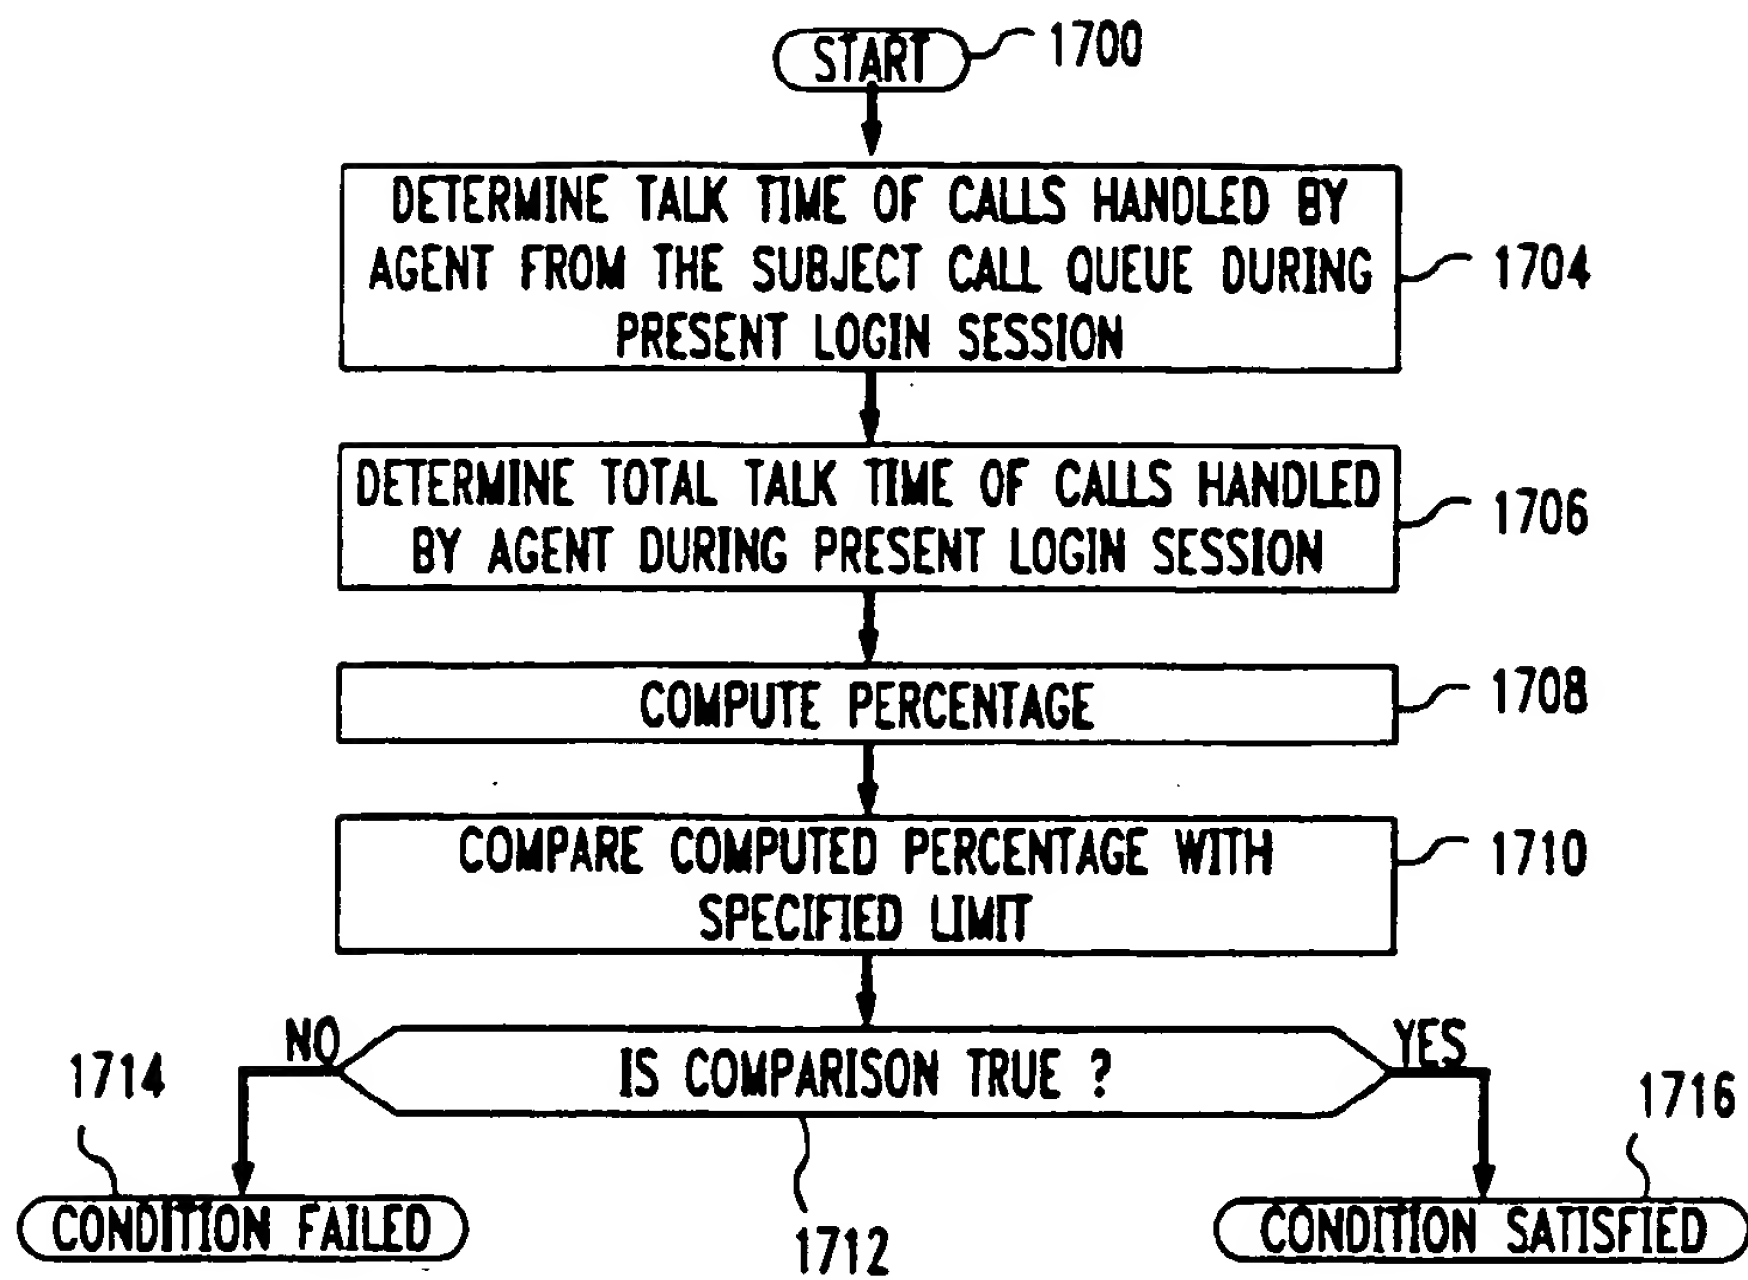 START
1700
DETERMINE TALK TIME OF CALLS HANDLED BY
AGENT FROM THE SUBJECT CALL QUEUE DURING
PRESENT LOGIN SESSION
1704
DETERMINE TOTAL TALK TIME OF CALLS HANDLED
BY AGENT DURING PRESENT LOGIN SESSION
1706
COMPUTE PERCENTAGE
1708
COMPARE COMPUTED PERCENTAGE WITH
SPECIFIED LIMIT
1710
NO
IS COMPARISON TRUE ?
YES
1712
1714
CONDITION FAILED
1716
CONDITION SATISFIED